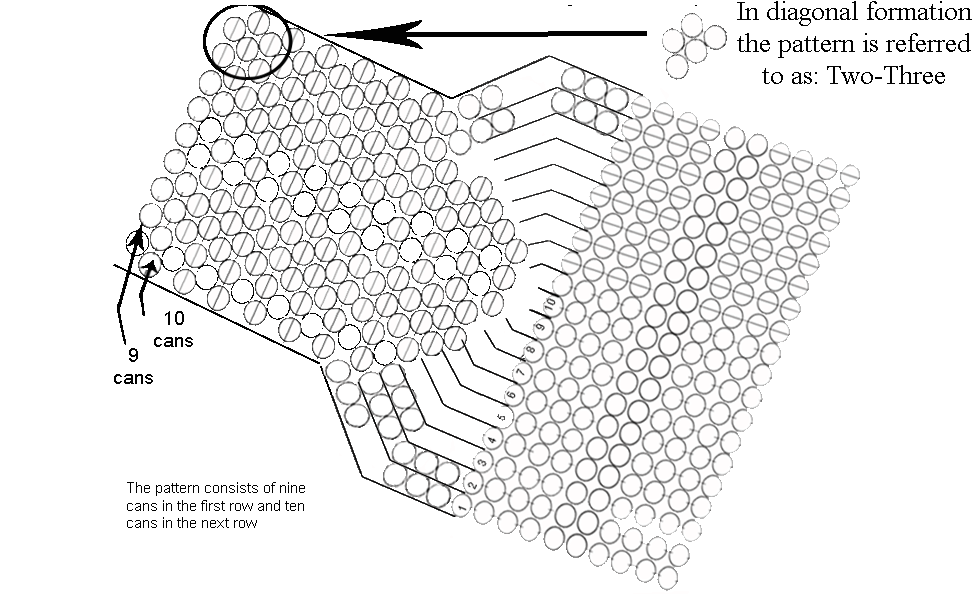 In diagonal formation
the pattern is referred
to as: Two-Three
10
cans
9
cans
10
9
8
7
6
5
4
3
2
1
The pattern consists of nine
cans in the first row and ten
cans in the next row